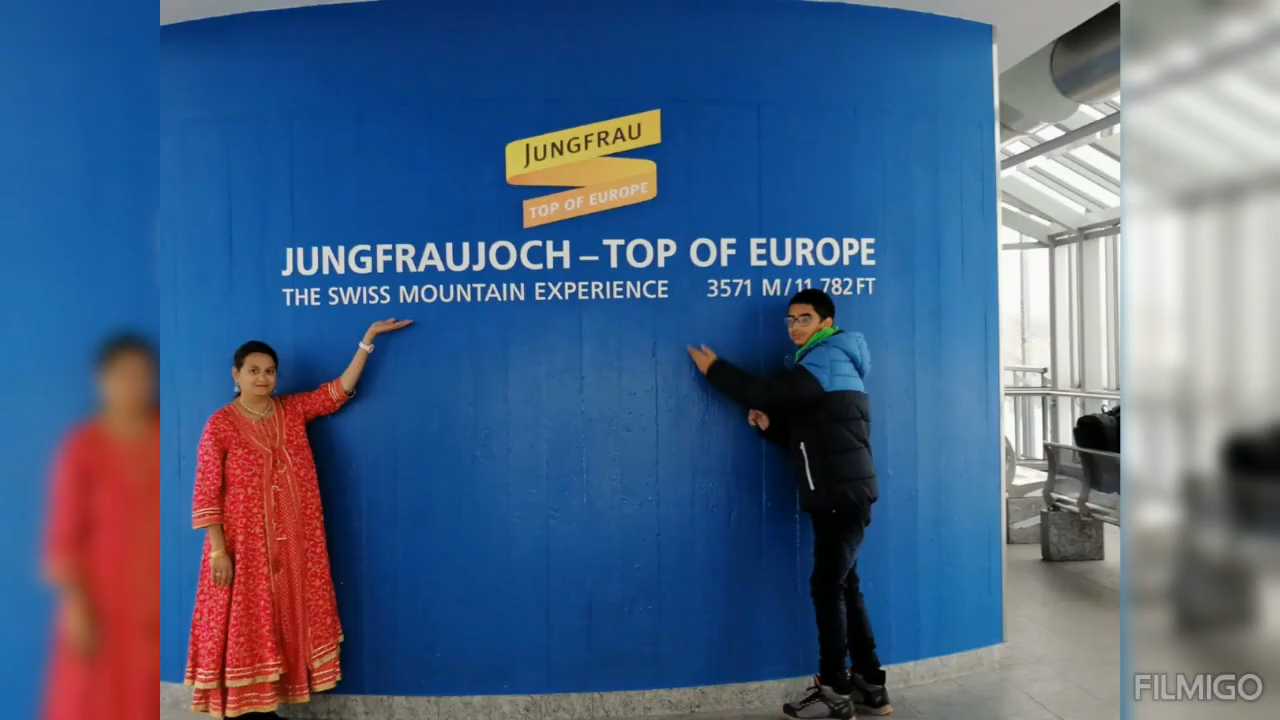 JUNGFRAU
TOP OF EUROPE
JUNGFRAUJOCH – TOP OF EUROPE
THE SWISS MOUNTAIN EXPERIENCE 3571 M/11 782 FT
FILMIGO